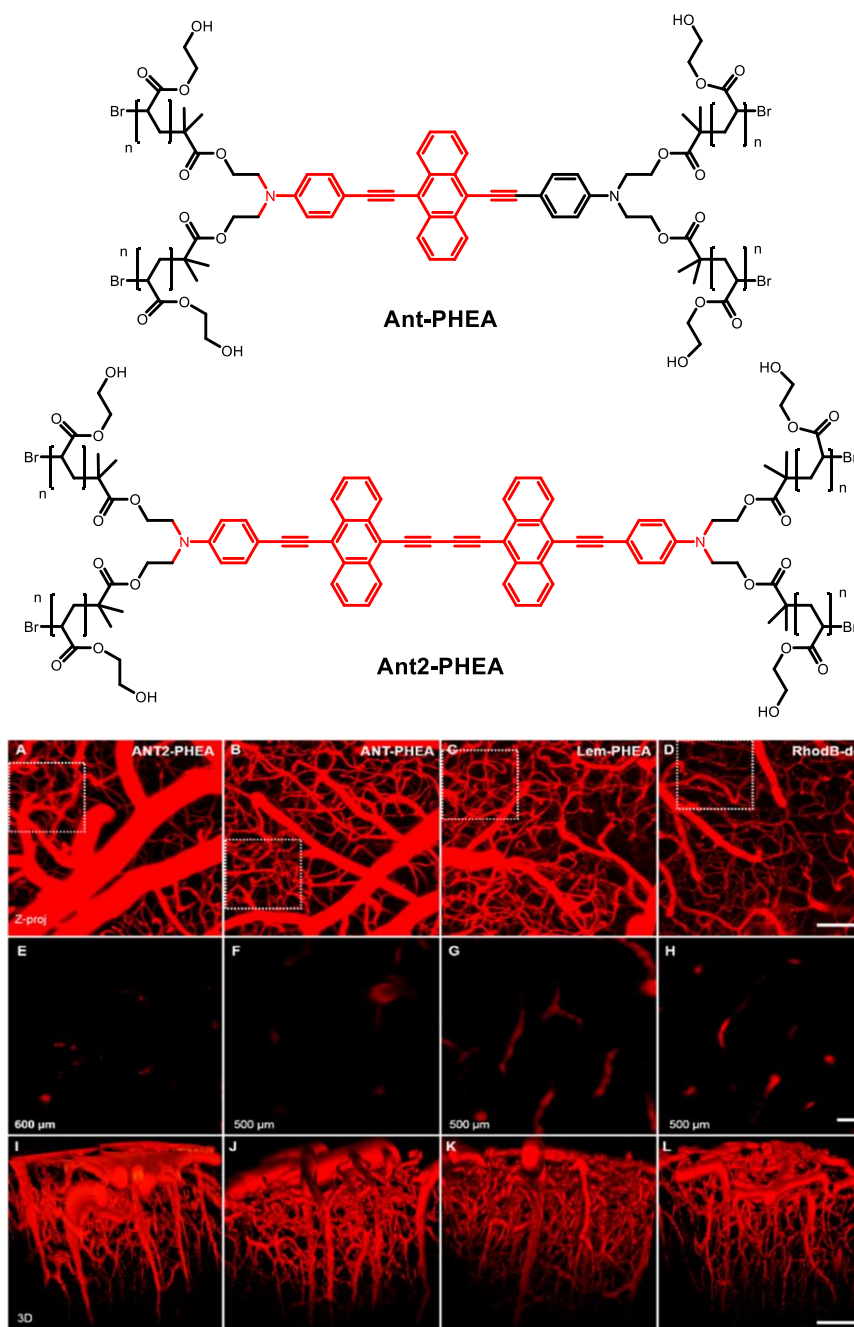 OH HO
O O
O O
Br Br
n n
O O O O
N N
O O O O
n n
Br Br
O O O O
OH HO
Ant-PHEA
OH HO
O O O O
Br Br
n n
O O O O
N N
O O O O
n n
Br Br
O O O O
OH HO
Ant2-PHEA
A ANT2-PHEA B ANT-PHEA C Lem-PHEA D RhodB-d
Z-proj
E F G H
600 µm 500 µm 500 µm 500 µm
I J K L
3D